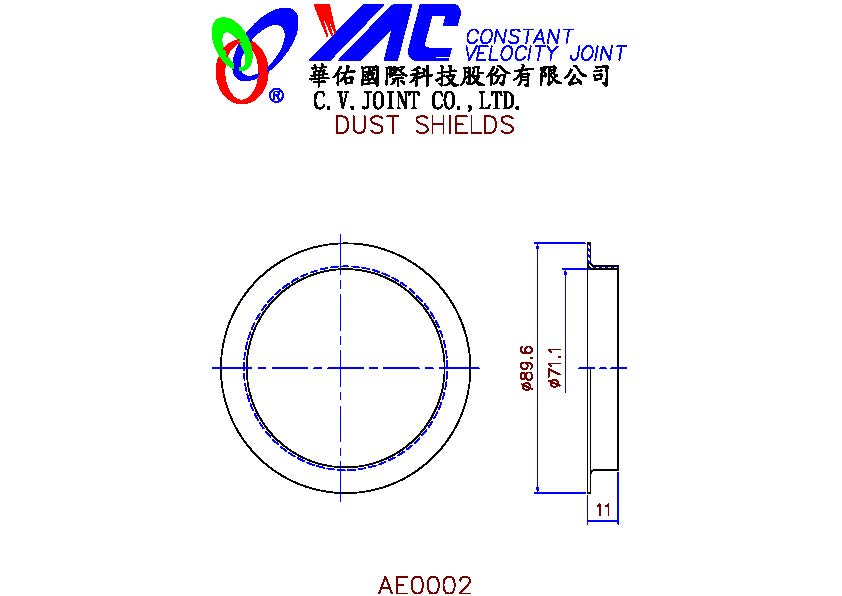 YAC CONSTANT
VELOCITY JOINT
®
華佑國際科技股份有限公司
C.V.JOINT CO.,LTD.
DUST SHIELDS
ø89.6
ø71.1
11
AE0002